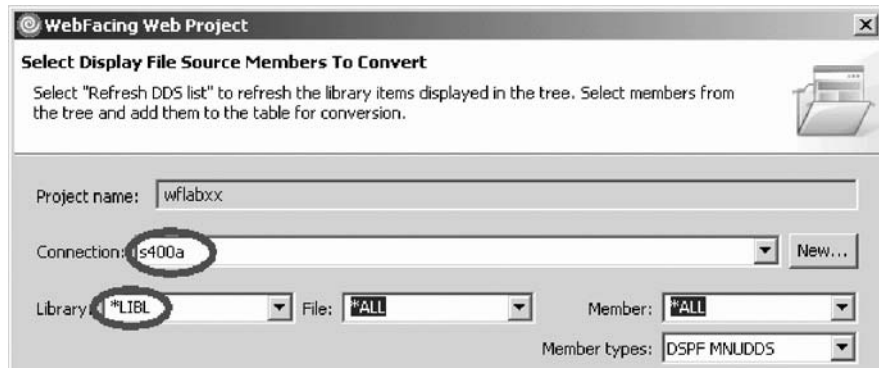 WebFacing Web Project
Select Display File Source Members To Convert
Select "Refresh DDS list" to refresh the library items displayed in the tree. Select members from
the tree and add them to the table for conversion.
Project name: wflabxx
Connection: s400a New...
Library: *LIBL File: *ALL Member: *ALL
Member types: DSPF MNUDDS